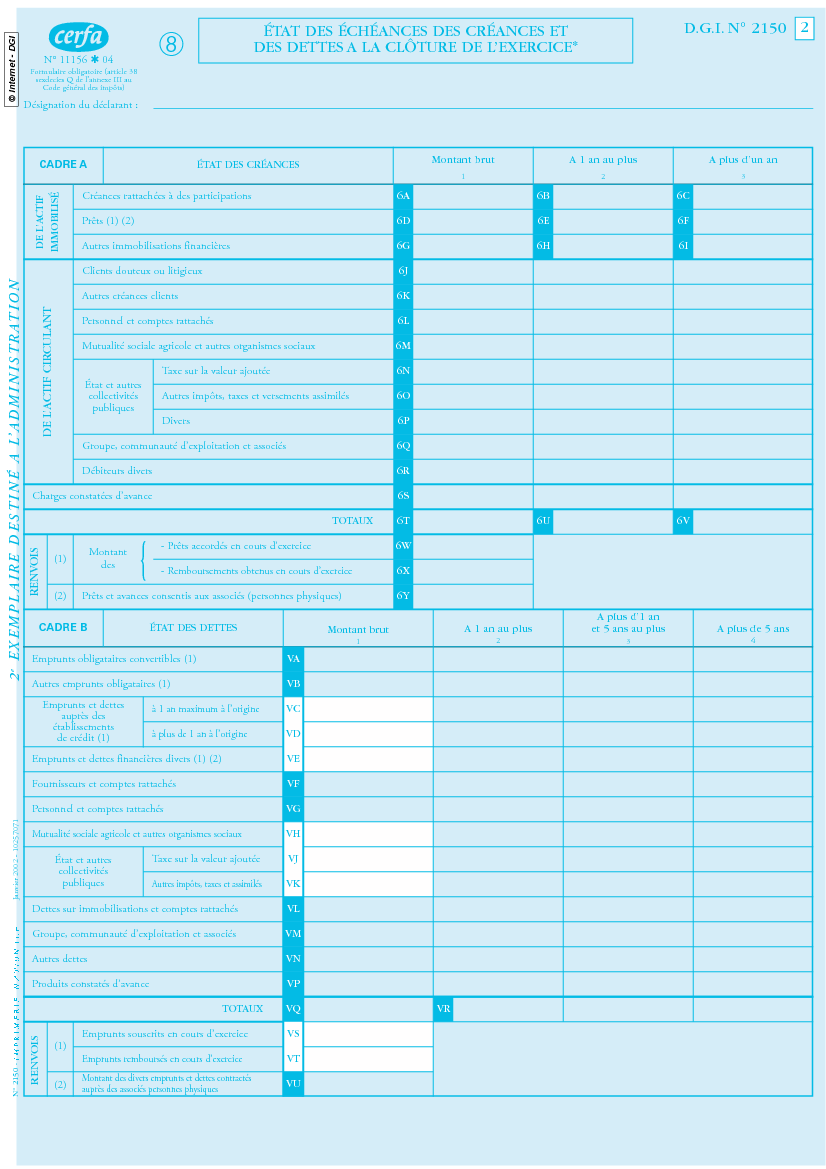 cerfa
N° 11156 ✱ 04
Formulaire obligatoire (article 38
sexdecies Q de l'annexe III au
Code général des impôts)
8
ÉTAT DES ÉCHÉANCES DES CRÉANCES ET
DES DETTES A LA CLÔTURE DE L'EXERCICE*
D.G.I. N° 2150 2
© Internet - DGI
Désignation du déclarant :
CADRE A ÉTAT DES CRÉANCES Montant brut A 1 an au plus A plus d'un an
1 2 3
DE L'ACTIF
IMMOBILISÉ
Créances rattachées à des participations 6A 6B 6C
Prêts (1) (2) 6D 6E 6F
Autres immobilisations financières 6G 6H 6I
DE L'ACTIF CIRCULANT
Clients douteux ou litigieux 6J
Autres créances clients 6K
Personnel et comptes rattachés 6L
Mutualité sociale agricole et autres organismes sociaux 6M
État et autres
collectivités
publiques
Taxe sur la valeur ajoutée 6N
Autres impôts, taxes et versements assimilés 6O
Divers 6P
Groupe, communauté d'exploitation et associés 6Q
Débiteurs divers 6R
Charges constatées d'avance 6S
TOTAUX 6T 6U 6V
RENVOIS
(1) Montant
des
- Prêts accordés en cours d'exercice 6W
- Remboursements obtenus en cours d'exercice 6X
(2) Prêts et avances consentis aux associés (personnes physiques) 6Y
CADRE B ÉTAT DES DETTES Montant brut A 1 an au plus A plus d'1 an
et 5 ans au plus A plus de 5 ans
1 2 3 4
Emprunts obligataires convertibles (1) VA
Autres emprunts obligataires (1) VB
Emprunts et dettes
auprès des
établissements
de crédit (1)
à 1 an maximum à l'origine VC
à plus de 1 an à l'origine VD
Emprunts et dettes financières divers (1) (2) VE
Fournisseurs et comptes rattachés VF
Personnel et comptes rattachés VG
Mutualité sociale agricole et autres organismes sociaux VH
État et autres
collectivités
publiques
Taxe sur la valeur ajoutée VJ
Autres impôts, taxes et assimilés VK
Dettes sur immobilisations et comptes rattachés VL
Groupe, communauté d'exploitation et associés VM
Autres dettes VN
Produits constatés d'avance VP
TOTAUX VQ VR
RENVOIS
(1) Emprunts souscrits en cours d'exercice VS
Emprunts remboursés en cours d'exercice VT
(2) Montant des divers emprunts et dettes contractés
auprès des associés personnes physiques VU
2e EXEMPLAIRE DESTINÉ A L'ADMINISTRATION
N° 2150 - IMPRIMERIE NATIONALE Janvier 2002 - 10257071